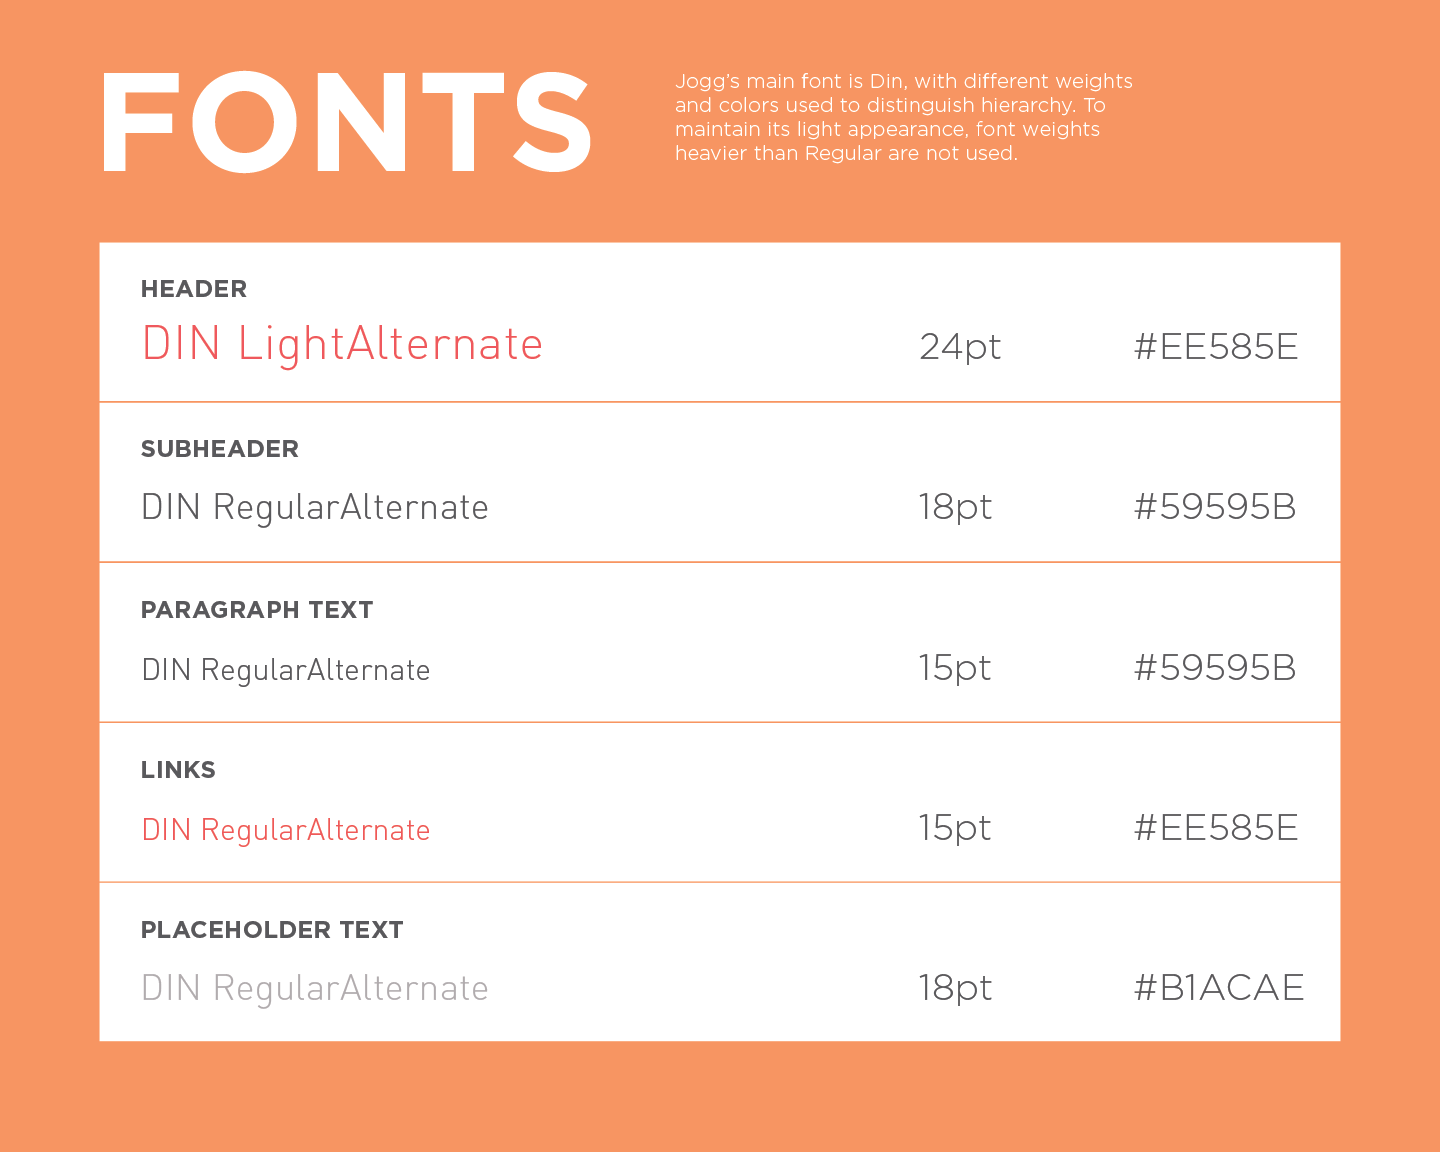 FONTS
Jogg's main font is Din, with different weights
and colors used to distinguish hierarchy. To
maintain its light appearance, font weights
heavier than Regular are not used.
HEADER
DIN LightAlternate 24pt #EE585E
SUBHEADER
DIN RegularAlternate 18pt #59595B
PARAGRAPH TEXT
DIN RegularAlternate 15pt #59595B
LINKS
DIN RegularAlternate 15pt #EE585E
PLACEHOLDER TEXT
DIN RegularAlternate 18pt #B1ACAE